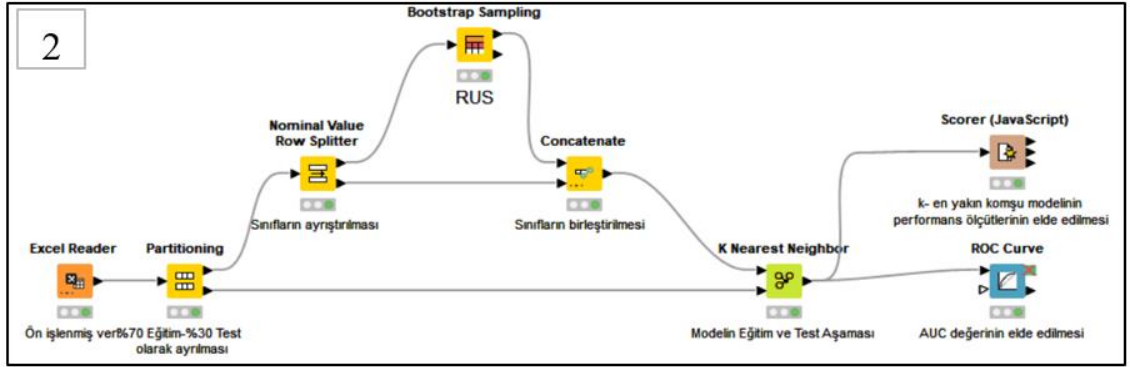 2
Bootstrap Sampling
RUS
Nominal Value
Row Splitter
Sınıfların ayrıştırılması
Concatenate
Sınıfların birleştirilmesi
Scorer (JavaScript)
k- en yakın komşu modelinin
performans ölçütlerinin elde edilmesi
Excel Reader
Ön işlenmiş veri
Partitioning
%70 Eğitim-%30 Test
olarak ayrılması
K Nearest Neighbor
Modelin Eğitim ve Test Aşaması
ROC Curve
AUC değerinin elde edilmesi